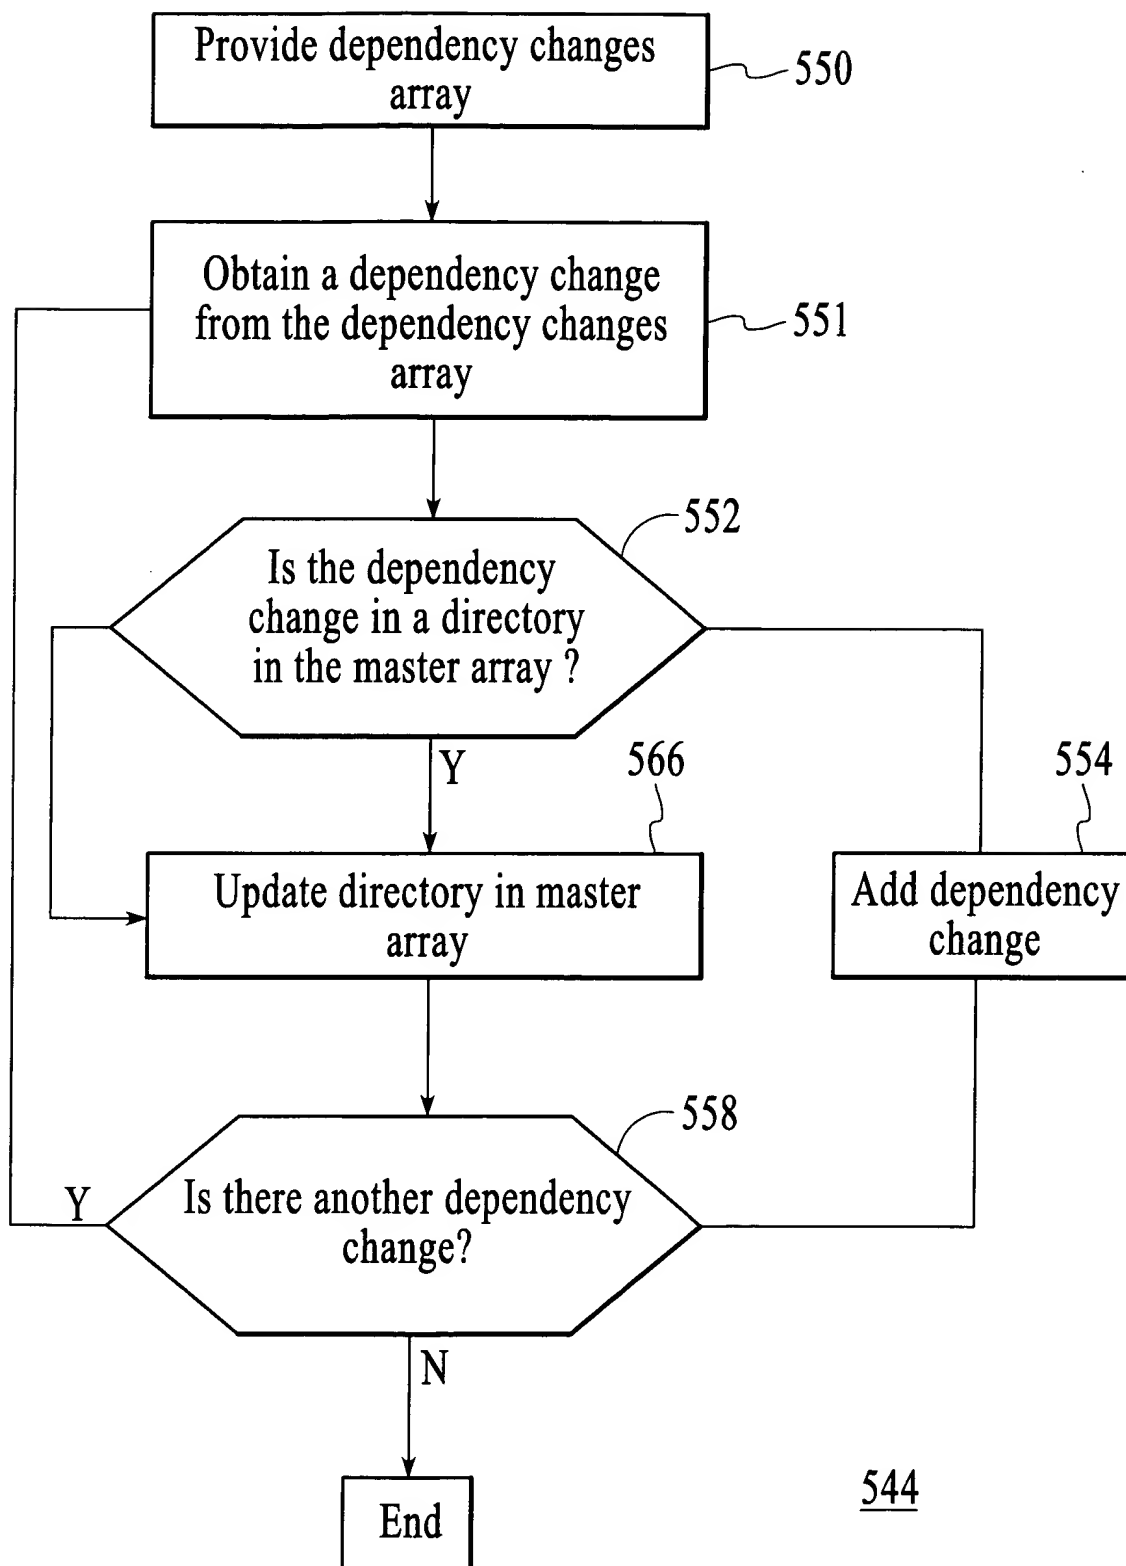 Provide dependency changes
array
550
Obtain a dependency change
from the dependency changes
array
551
552
Is the dependency
change in a directory
in the master array ?
Y
566
554
Update directory in master
array
Add dependency
change
558
Y
Is there another dependency
change?
N
End
544